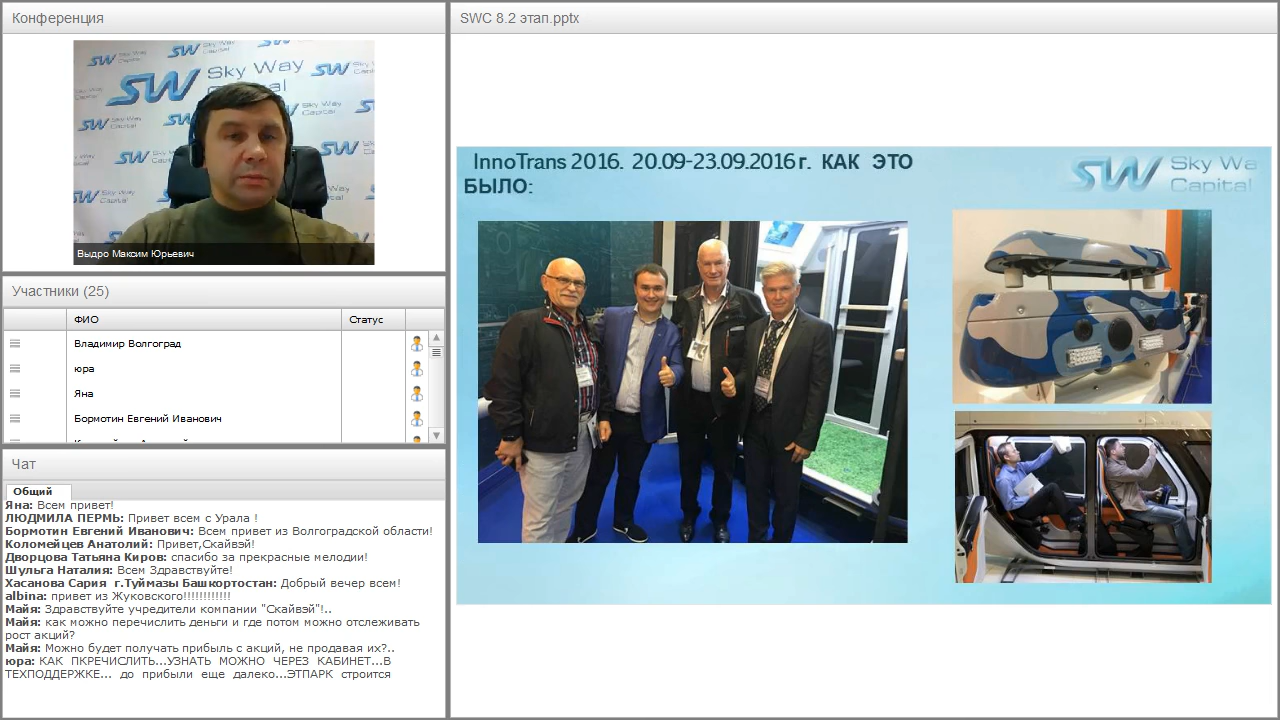 Конференция
SW Sky Way Capital
Sky Way
Capital
Выдро Максим Юрьевич
Участники (25)
ФИО Статус
Владимир Волгоград
юра
Яна
Бормотин Евгений Иванович
Чат
Общий
Яна: Всем привет!
ЛЮДМИЛА ПЕРМЬ: Привет всем с Урала !
Бормотин Евгений Иванович: Всем привет из Волгоградской области!
Коломейцев Анатолий: Привет,Скайвэй!
Дворцова Татьяна Киров: спасибо за прекрасные мелодии!
Шульга Наталия: Всем Здравствуйте!
Хасанова Сария г.Туймазы Башкортостан: Добрый вечер всем!
albina: привет из Жуковского!!!!!!!!!!!!
Майя: Здравствуйте учредители компании "Скайвэй"!..
Майя: как можно перечислить деньги и где потом можно отслеживать
рост акций?
Майя: Можно будет получать прибыль с акций, не продавая их?..
юра: КАК ПКРЕЧИСЛИТЬ...УЗНАТЬ МОЖНО ЧЕРЕЗ КАБИНЕТ...В
ТЕХПОДДЕРЖКЕ... до прибыли еще далеко...ЭТПАРК строится
SWC 8.2 этап.pptx
InnoTrans 2016. 20.09-23.09.2016 г. КАК ЭТО
БЫЛО:
SW Sky Wa
Capital